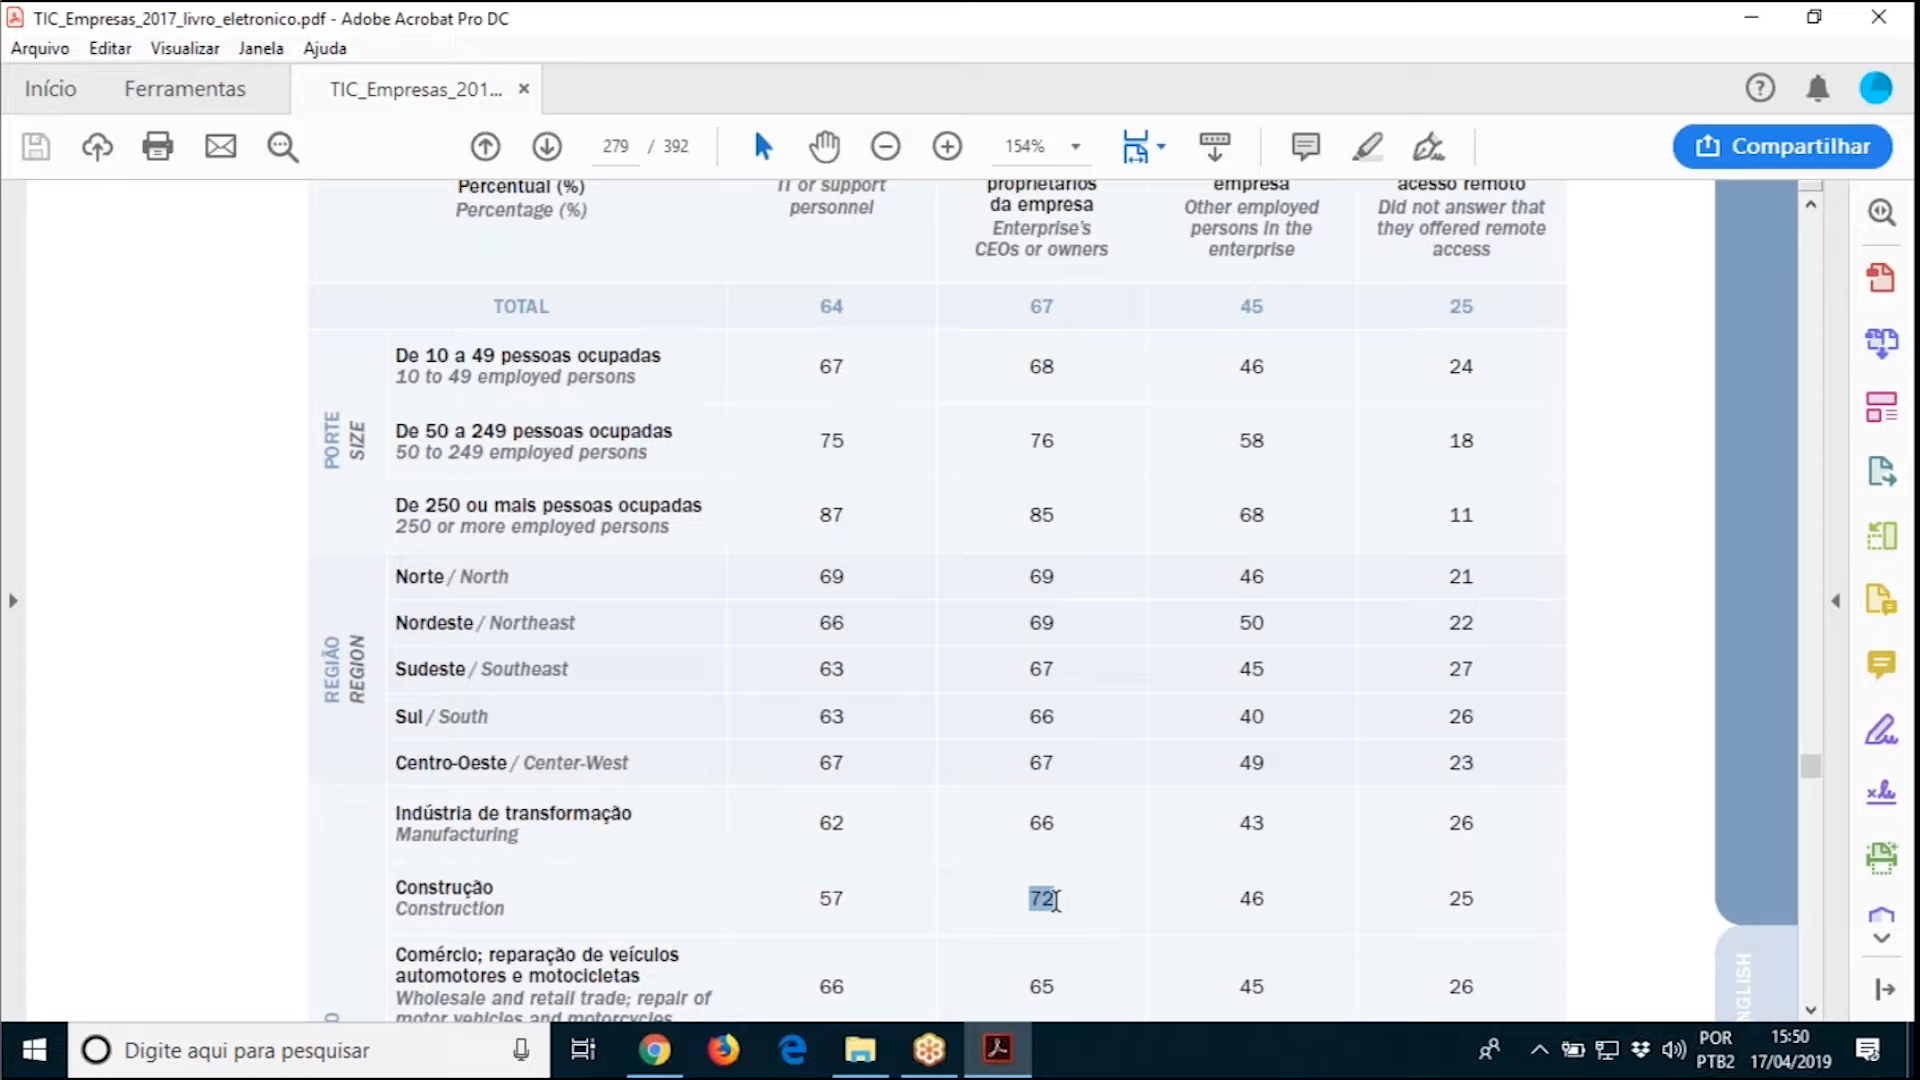 TIC_Empresas_2017_livro_eletronico.pdf - Adobe Acrobat Pro DC
Arquivo Editar Visualizar Janela Ajuda
Início Ferramentas TIC_Empresas_201... ×
279 / 392 154% Compartilhar
Percentual (%)
Percentage (%)
IT or support
personnel
proprietários
da empresa
Enterprise's
CEOs or owners
empresa
Other employed
persons in the
enterprise
acesso remoto
Did not answer that
they offered remote
access
TOTAL 64 67 45 25
PORTE
SIZE
De 10 a 49 pessoas ocupadas
10 to 49 employed persons
67 68 46 24
De 50 a 249 pessoas ocupadas
50 to 249 employed persons
75 76 58 18
De 250 ou mais pessoas ocupadas
250 or more employed persons
87 85 68 11
REGIÃO
REGION
Norte / North 69 69 46 21
Nordeste / Northeast 66 69 50 22
Sudeste / Southeast 63 67 45 27
Sul / South 63 66 40 26
Centro-Oeste / Center-West 67 67 49 23
Indústria de transformação
Manufacturing
62 66 43 26
Construção
Construction
57 72 46 25
Comércio; reparação de veículos
automotores e motocicletas
Wholesale and retail trade; repair of
motor vehicles and motorcycles
66 65 45 26
Digite aqui para pesquisar
POR
PTB2
15:50
17/04/2019